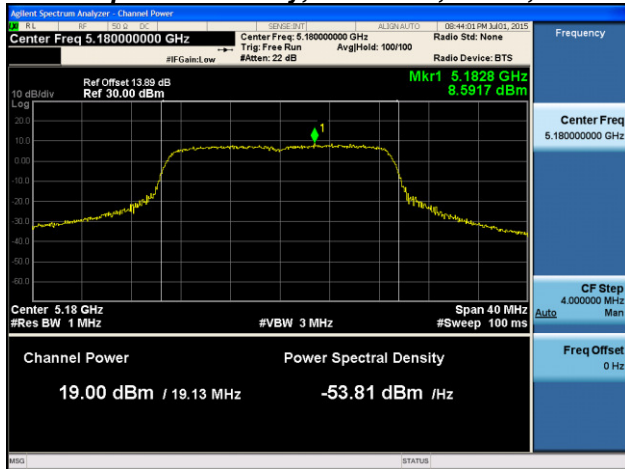 Agilent Spectrum Analyzer - Channel Power
RL RF 50 Ω DC SENSE:INT ALIGN AUTO 08:44:01 PM Jul 01, 2015
Center Freq 5.180000000 GHz
Center Freq: 5.180000000 GHz
Radio Std: None
Trig: Free Run Avg|Hold: 100/100
#IFGain:Low #Atten: 22 dB Radio Device: BTS
Frequency
Ref Offset 13.89 dB
10 dB/div Ref 30.00 dBm
Mkr1 5.1828 GHz
8.5917 dBm
Log
20.0
10.0
0.00
-10.0
-20.0
-30.0
-40.0
-50.0
-60.0
1
Center 5.18 GHz Span 40 MHz
#Res BW 1 MHz #VBW 3 MHz #Sweep 100 ms
Channel Power Power Spectral Density
19.00 dBm / 19.13 MHz -53.81 dBm /Hz
Center Freq
5.180000000 GHz
CF Step
4.000000 MHz
Auto Man
Freq Offset
0 Hz
MSG STATUS